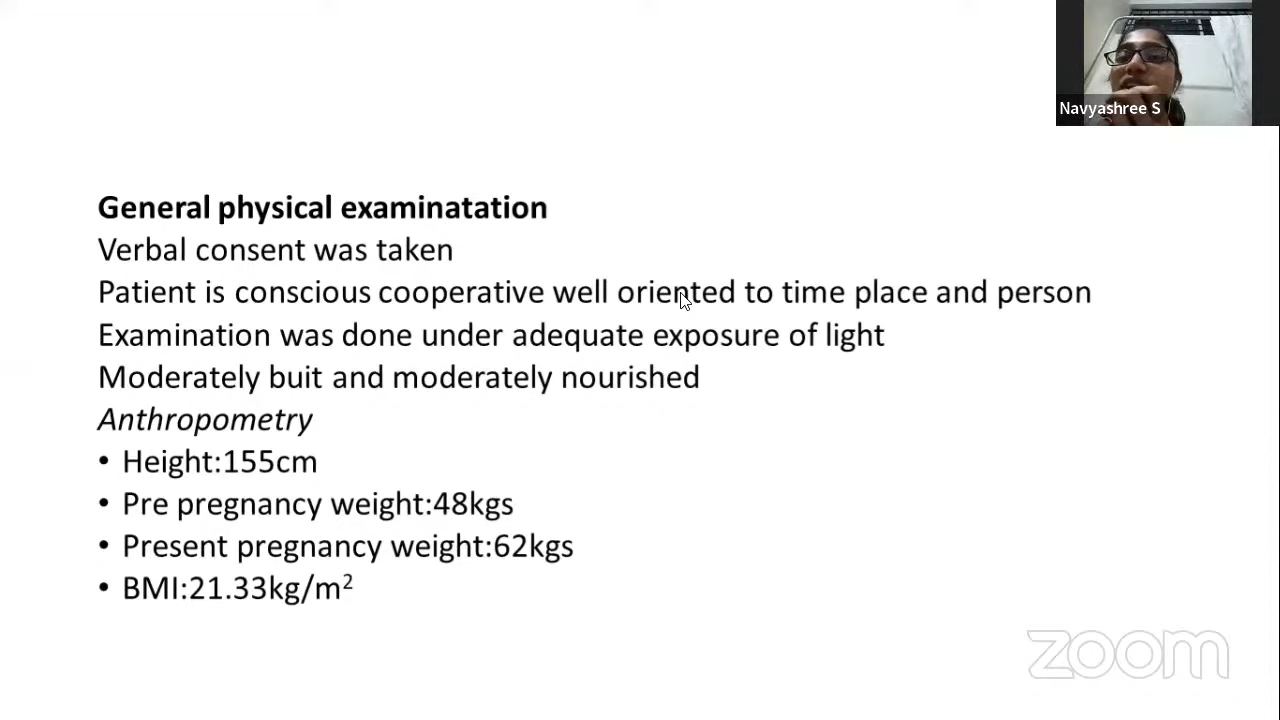 Navyashree S
General physical examinatation
Verbal consent was taken
Patient is conscious cooperative well oriented to time place and person
Examination was done under adequate exposure of light
Moderately buit and moderately nourished
Anthropometry
• Height:155cm
• Pre pregnancy weight:48kgs
• Present pregnancy weight:62kgs
• BMI:21.33kg/m²
zoom